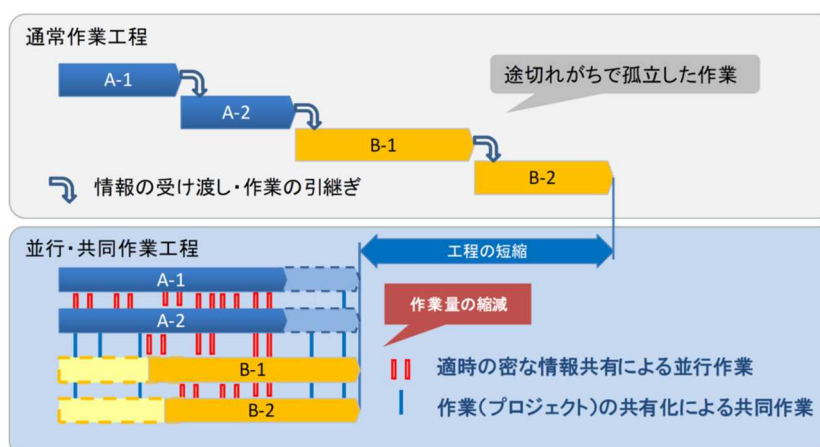 通常作業工程
A-1
途切れがちで孤立した作業
A-2
B-1
B-2
情報の受け渡し・作業の引継ぎ
並行・共同作業工程
工程の短縮
A-1
作業量の縮減
A-2
B-1
適時の密な情報共有による並行作業
B-2
作業(プロジェクト)の共有化による共同作業